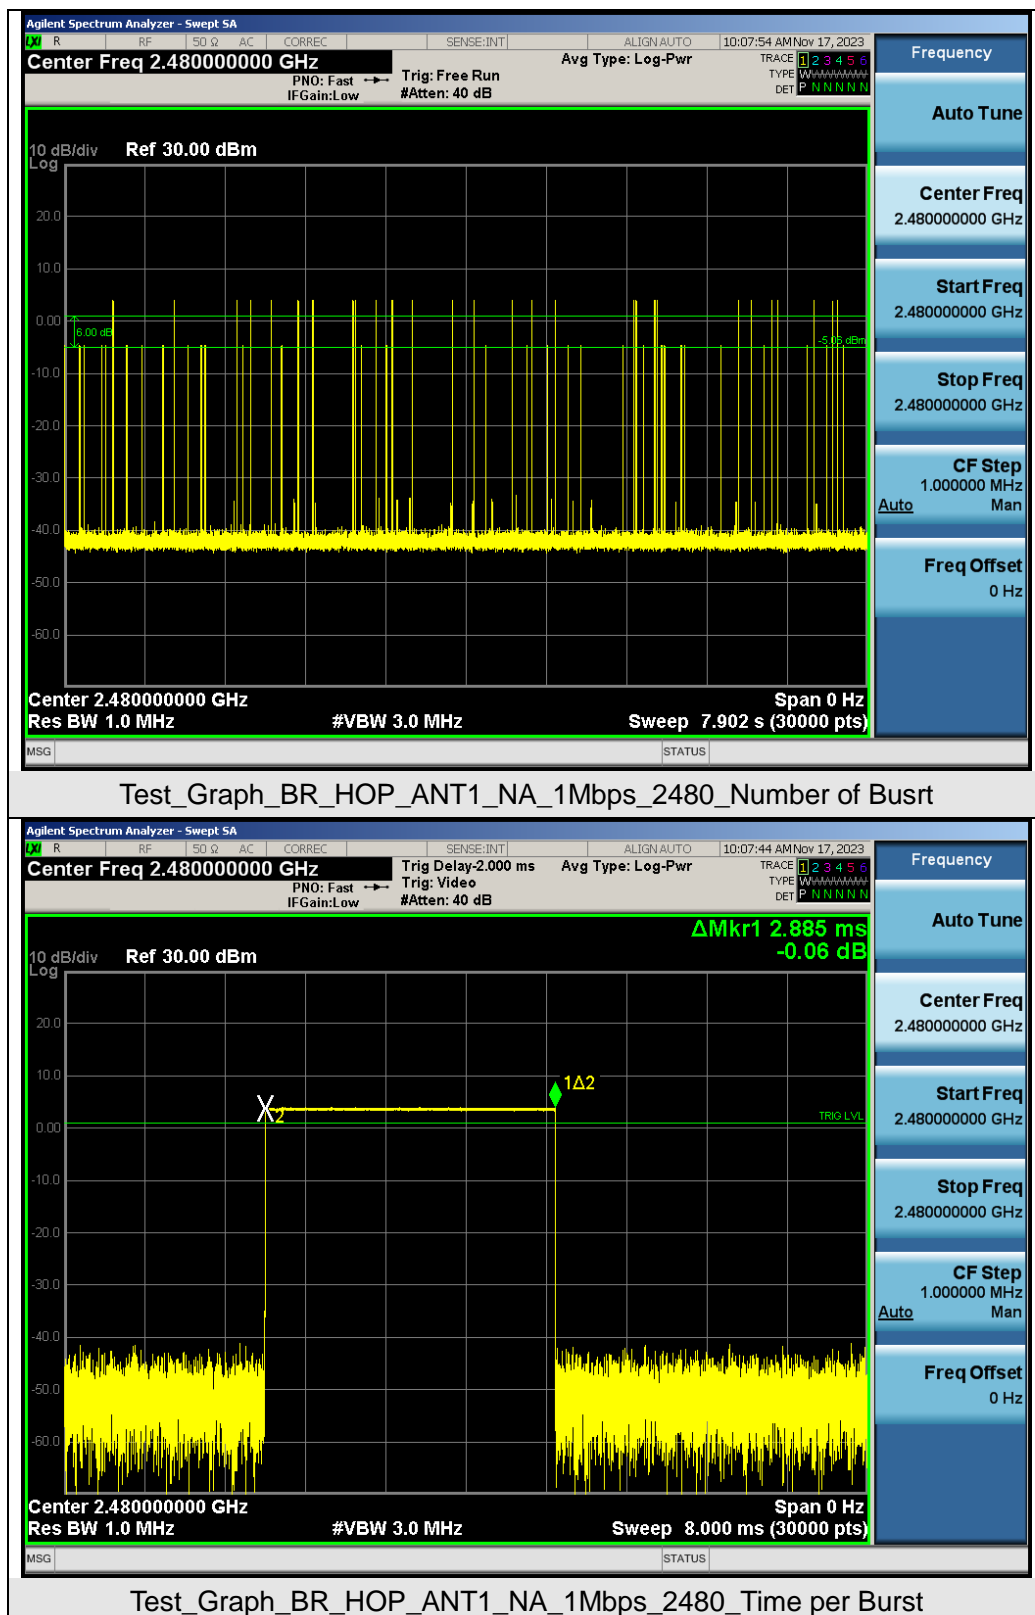 Agilent Spectrum Analyzer - Swept SA
LXI R RF 50 Ω AC CORREC SENSE:INT ALIGN AUTO 10:07:54 AM Nov 17, 2023
Center Freq 2.480000000 GHz Avg Type: Log-Pwr TRACE 1 2 3 4 5 6
PNO: Fast Trig: Free Run TYPE W
IFGain:Low #Atten: 40 dB DET P N N N N N
Frequency
Auto Tune
10 dB/div Ref 30.00 dBm
Log
20.0
10.0
0.00
6.00 dB
-5.06 dBm
-10.0
-20.0
-30.0
-40.0
-50.0
-60.0
Center Freq
2.480000000 GHz
Start Freq
2.480000000 GHz
Stop Freq
2.480000000 GHz
CF Step
1.000000 MHz
Auto Man
Freq Offset
0 Hz
Center 2.480000000 GHz Span 0 Hz
Res BW 1.0 MHz #VBW 3.0 MHz Sweep 7.902 s (30000 pts)
MSG STATUS
Test_Graph_BR_HOP_ANT1_NA_1Mbps_2480_Number of Busrt
Agilent Spectrum Analyzer - Swept SA
LXI R RF 50 Ω AC CORREC SENSE:INT ALIGN AUTO 10:07:44 AM Nov 17, 2023
Center Freq 2.480000000 GHz Trig Delay-2.000 ms Avg Type: Log-Pwr TRACE 1 2 3 4 5 6
PNO: Fast Trig: Video TYPE W
IFGain:Low #Atten: 40 dB DET P N N N N N
Frequency
Auto Tune
ΔMkr1 2.885 ms
-0.06 dB
10 dB/div Ref 30.00 dBm
Log
20.0
10.0
1Δ2
X2
TRIG LVL
0.00
-10.0
-20.0
-30.0
-40.0
-50.0
-60.0
Center Freq
2.480000000 GHz
Start Freq
2.480000000 GHz
Stop Freq
2.480000000 GHz
CF Step
1.000000 MHz
Auto Man
Freq Offset
0 Hz
Center 2.480000000 GHz Span 0 Hz
Res BW 1.0 MHz #VBW 3.0 MHz Sweep 8.000 ms (30000 pts)
MSG STATUS
Test_Graph_BR_HOP_ANT1_NA_1Mbps_2480_Time per Burst